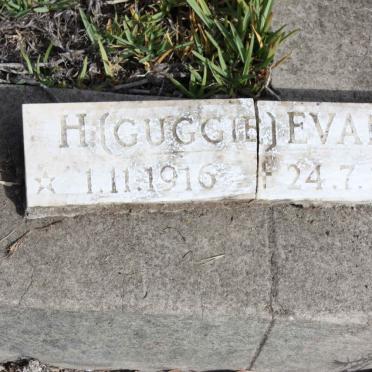 H.(GUGGIE)EVA
★ 1.11.1916 † 24.7.